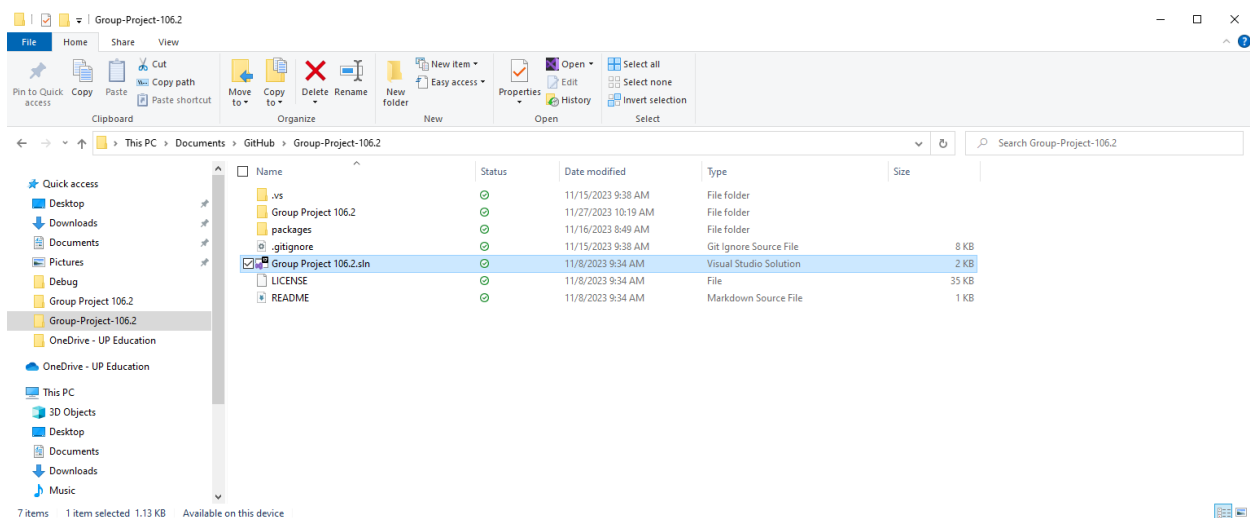 Group-Project-106.2
File Home Share View
Pin to Quick access
Copy
Paste
Cut
Copy path
Paste shortcut
Clipboard
Move to
Copy to
Delete
Rename
Organize
New folder
New item
Easy access
New
Properties
Open
Edit
History
Open
Select all
Select none
Invert selection
Select
This PC > Documents > GitHub > Group-Project-106.2
Search Group-Project-106.2
Quick access
Desktop
Downloads
Documents
Pictures
Debug
Group Project 106.2
Group-Project-106.2
OneDrive - UP Education
OneDrive - UP Education
This PC
3D Objects
Desktop
Documents
Downloads
Music
Name Status Date modified Type Size
.vs 11/15/2023 9:38 AM File folder
Group Project 106.2 11/27/2023 10:19 AM File folder
packages 11/16/2023 8:49 AM File folder
.gitignore 11/15/2023 9:38 AM Git Ignore Source File 8 KB
Group Project 106.2.sln 11/8/2023 9:34 AM Visual Studio Solution 2 KB
LICENSE 11/8/2023 9:34 AM File 35 KB
README 11/8/2023 9:34 AM Markdown Source File 1 KB
7 items 1 item selected 1.13 KB Available on this device